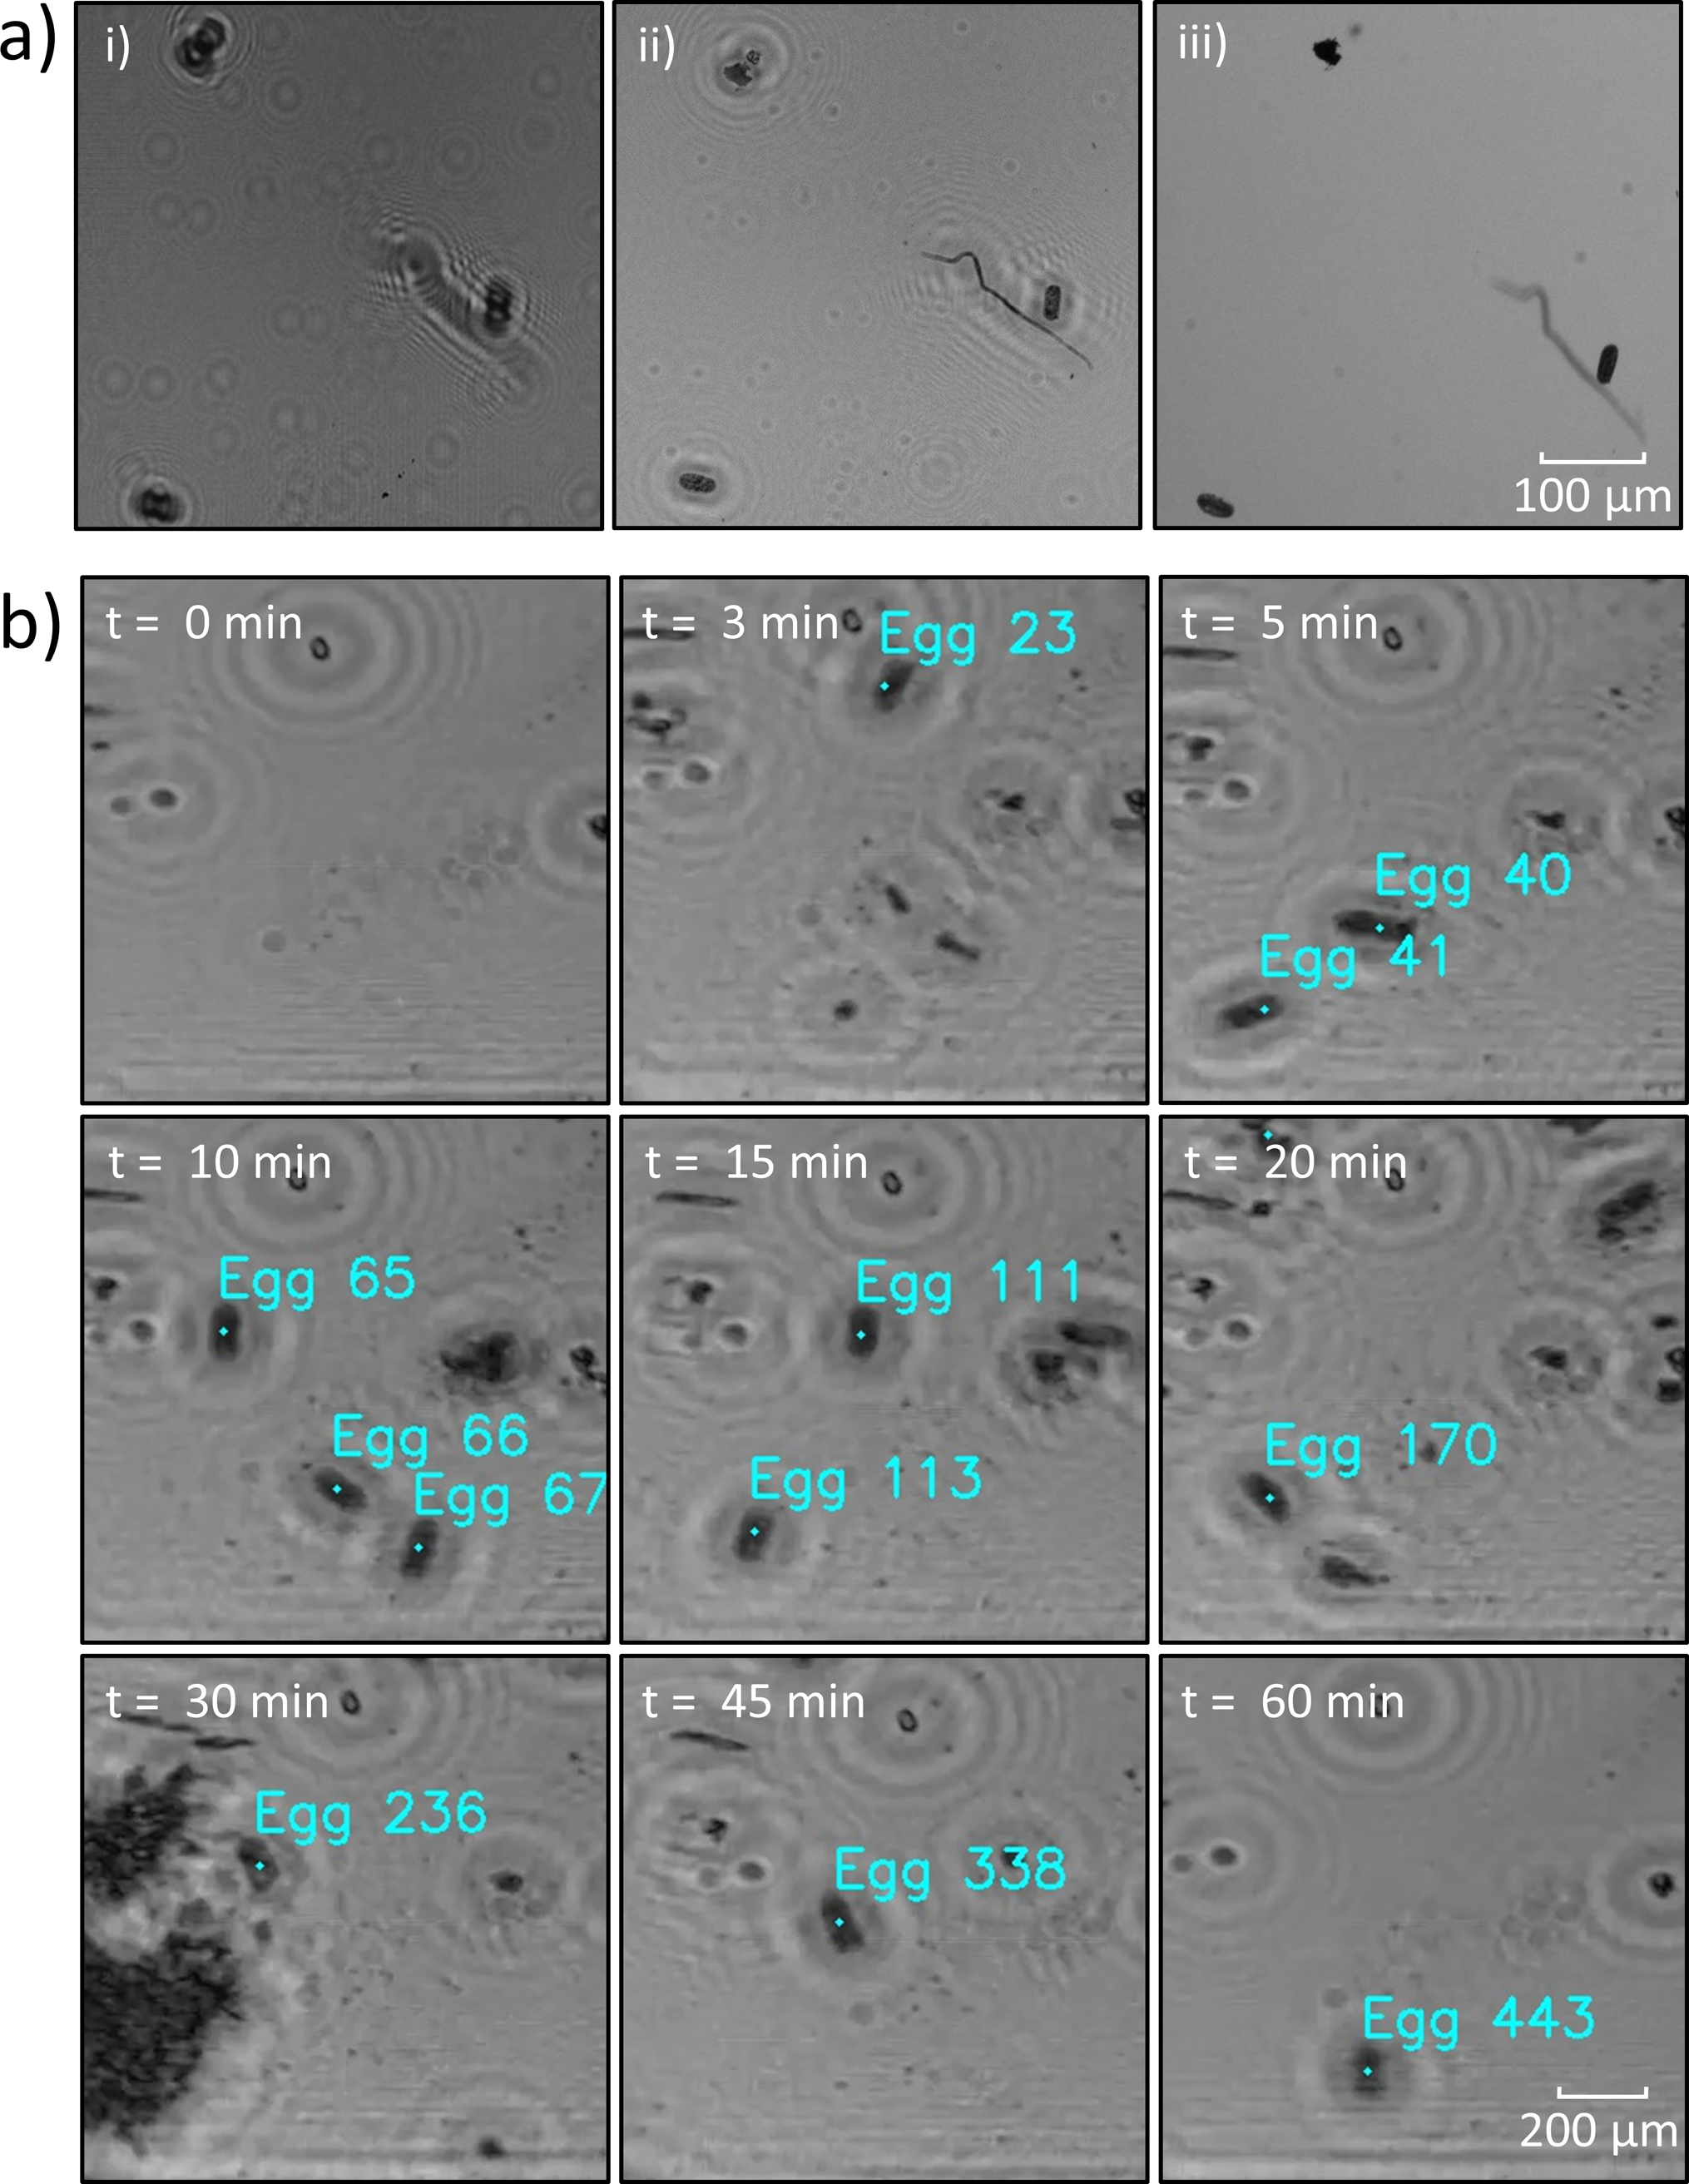 a)
i)
ii)
iii)
100 µm
b)
t = 0 min
t = 3 min
Egg 23
t = 5 min
Egg 40
Egg 41
t = 10 min
Egg 65
Egg 66
Egg 67
t = 15 min
Egg 111
Egg 113
t = 20 min
Egg 170
t = 30 min
Egg 236
t = 45 min
Egg 338
t = 60 min
Egg 443
200 µm